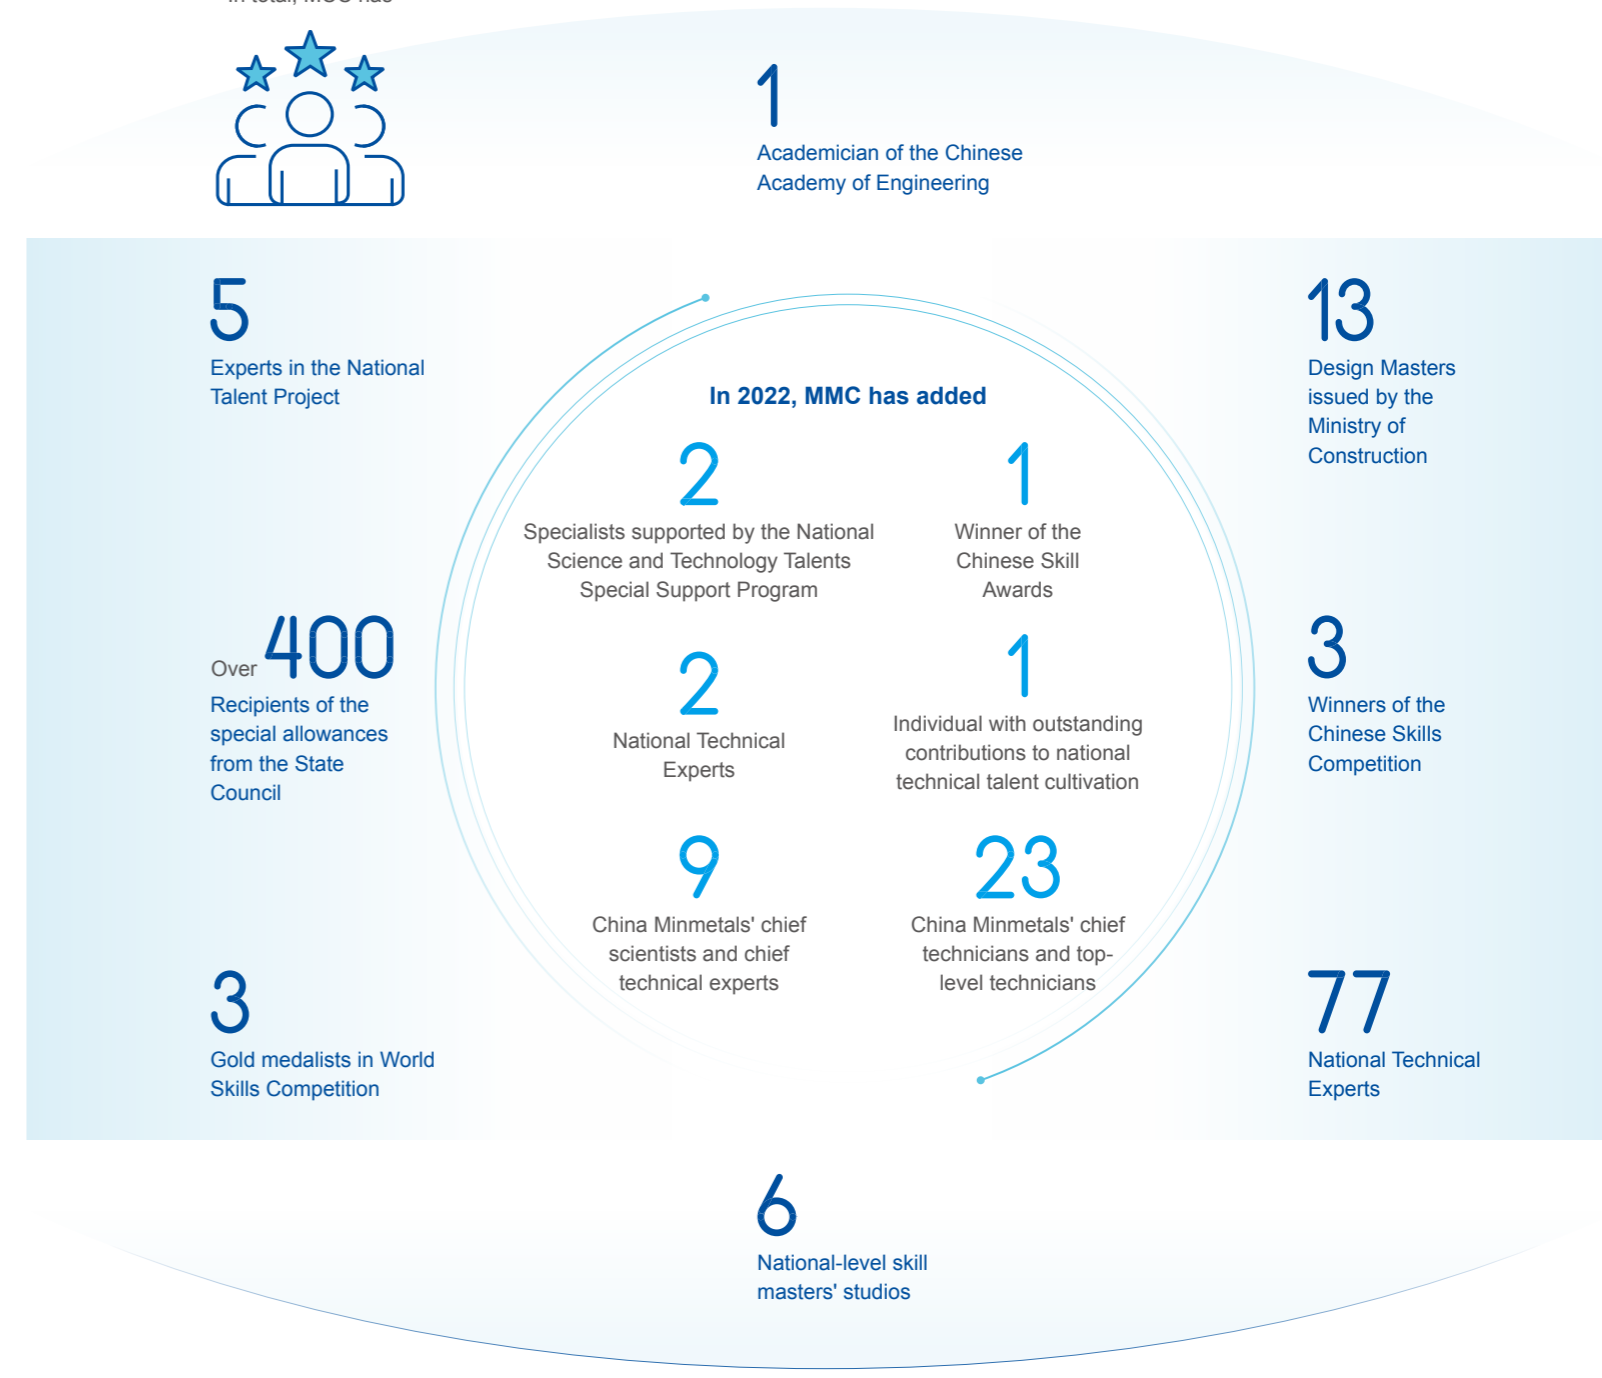 In total, MCC has
1
Academician of the Chinese
Academy of Engineering
5
Experts in the National
Talent Project
13
Design Masters
issued by the
Ministry of
Construction
In 2022, MMC has added
2
Specialists supported by the National
Science and Technology Talents
Special Support Program
1
Winner of the
Chinese Skill
Awards
Over 400
Recipients of the
special allowances
from the State
Council
2
National Technical
Experts
1
Individual with outstanding
contributions to national
technical talent cultivation
3
Winners of the
Chinese Skills
Competition
9
China Minmetals' chief
scientists and chief
technical experts
23
China Minmetals' chief
technicians and top-
level technicians
3
Gold medalists in World
Skills Competition
77
National Technical
Experts
6
National-level skill
masters' studios